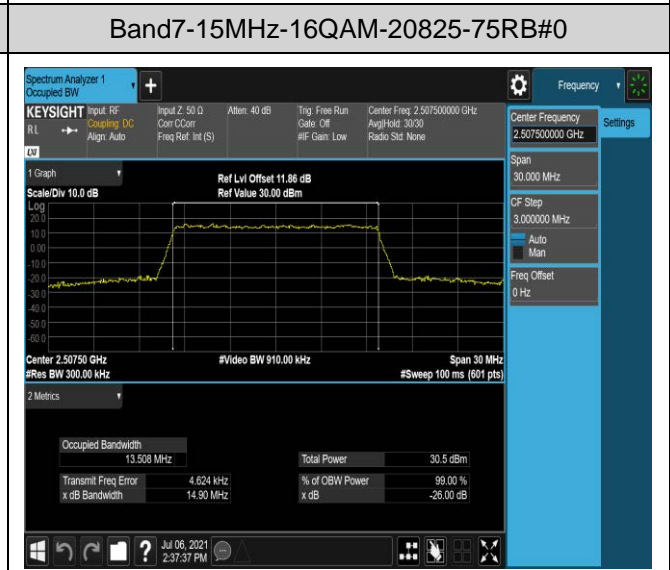 Band7-15MHz-16QAM-20825-75RB#0
Spectrum Analyzer 1
Occupied BW
+
Frequency
KEYSIGHT
RL
LXI
Input: RF
Coupling: DC
Align: Auto
Input Z: 50 Ω
Corr CCorr
Freq Ref: Int (S)
Atten: 40 dB
Trig: Free Run
Gate: Off
#IF Gain: Low
Center Freq: 2.507500000 GHz
Avg|Hold: 30/30
Radio Std: None
Center Frequency
2.507500000 GHz
Settings
Span
30.000 MHz
CF Step
3.000000 MHz
Auto
Man
Freq Offset
0 Hz
1 Graph
Scale/Div 10.0 dB
Ref Lvl Offset 11.86 dB
Ref Value 30.00 dBm
Log
20.0
10.0
0.00
-10.0
-20.0
-30.0
-40.0
-50.0
-60.0
Center 2.50750 GHz
#Video BW 910.00 kHz
Span 30 MHz
#Res BW 300.00 kHz
#Sweep 100 ms (601 pts)
2 Metrics
Occupied Bandwidth
13.508 MHz
Total Power 30.5 dBm
Transmit Freq Error 4.624 kHz
% of OBW Power 99.00 %
x dB Bandwidth 14.90 MHz
x dB -26.00 dB
?
Jul 06, 2021
2:37:37 PM